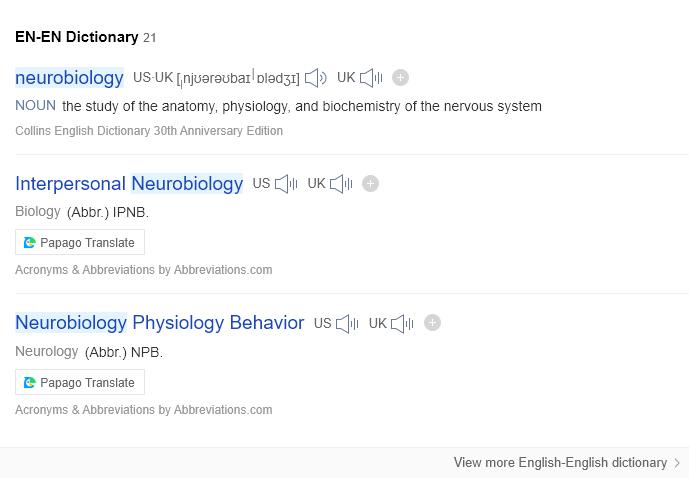 EN-EN Dictionary 21
neurobiology US·UK [ˌnjʊərəʊbaɪˈɒlədʒɪ] UK
NOUN the study of the anatomy, physiology, and biochemistry of the nervous system
Collins English Dictionary 30th Anniversary Edition
Interpersonal Neurobiology US UK
Biology (Abbr.) IPNB.
Papago Translate
Acronyms & Abbreviations by Abbreviations.com
Neurobiology Physiology Behavior US UK
Neurology (Abbr.) NPB.
Papago Translate
Acronyms & Abbreviations by Abbreviations.com
View more English-English dictionary